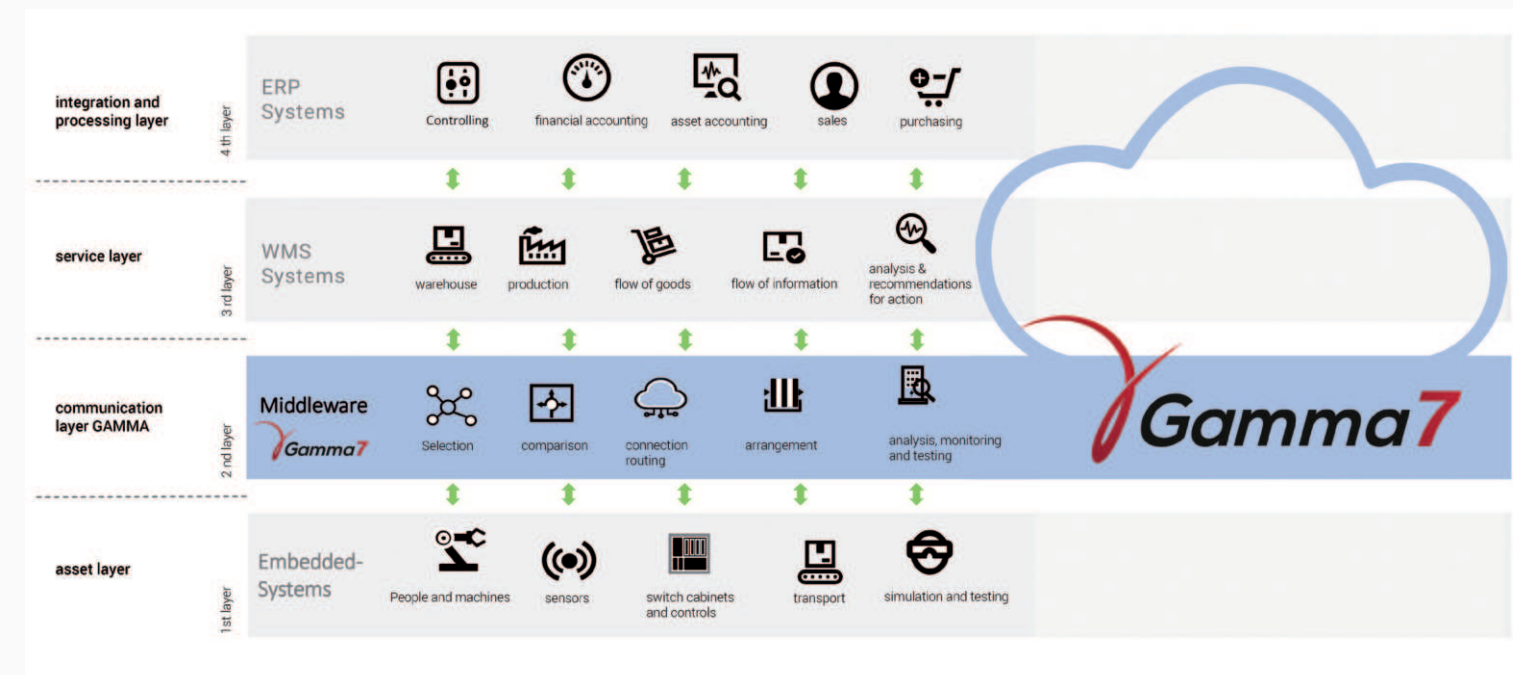 integration and
processing layer
4 th layer
ERP
Systems
Controlling
financial accounting
asset accounting
sales
purchasing
service layer
3 rd layer
WMS
Systems
warehouse
production
flow of goods
flow of information
analysis &
recommendations
for action
communication
layer GAMMA
2 nd layer
Middleware
Gamma7
Selection
comparison
connection
routing
arrangement
analysis, monitoring
and testing
Gamma7
asset layer
1st layer
Embedded-
Systems
People and machines
sensors
switch cabinets
and controls
transport
simulation and testing